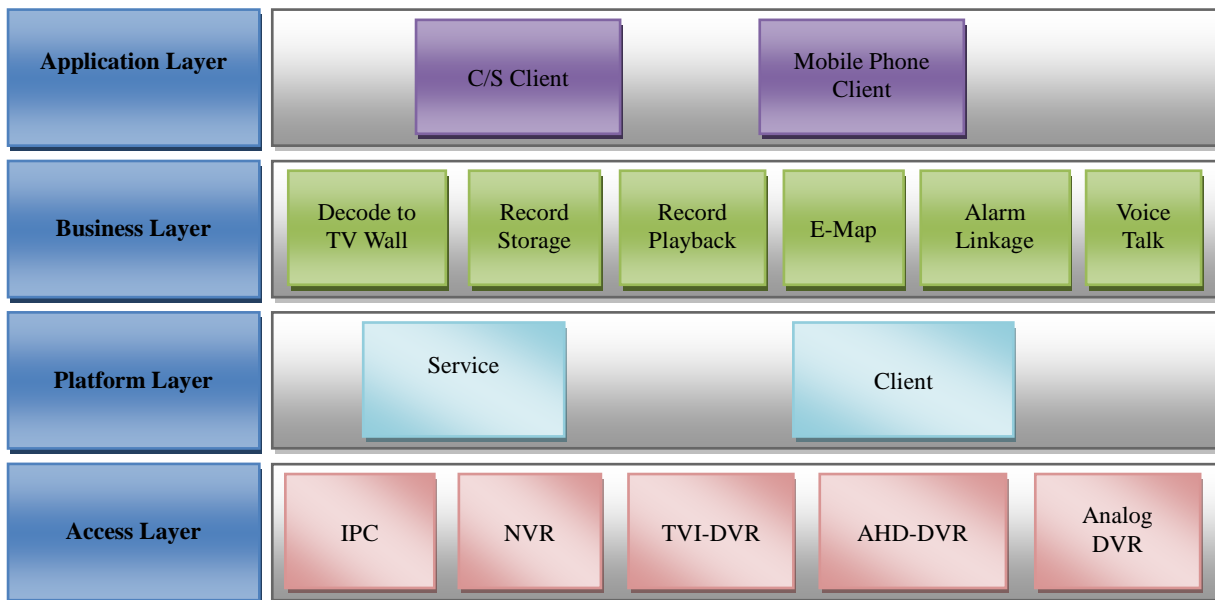 Application Layer
C/S Client
Mobile Phone
Client
Business Layer
Decode to
TV Wall
Record
Storage
Record
Playback
E-Map
Alarm
Linkage
Voice
Talk
Platform Layer
Service
Client
Access Layer
IPC
NVR
TVI-DVR
AHD-DVR
Analog
DVR